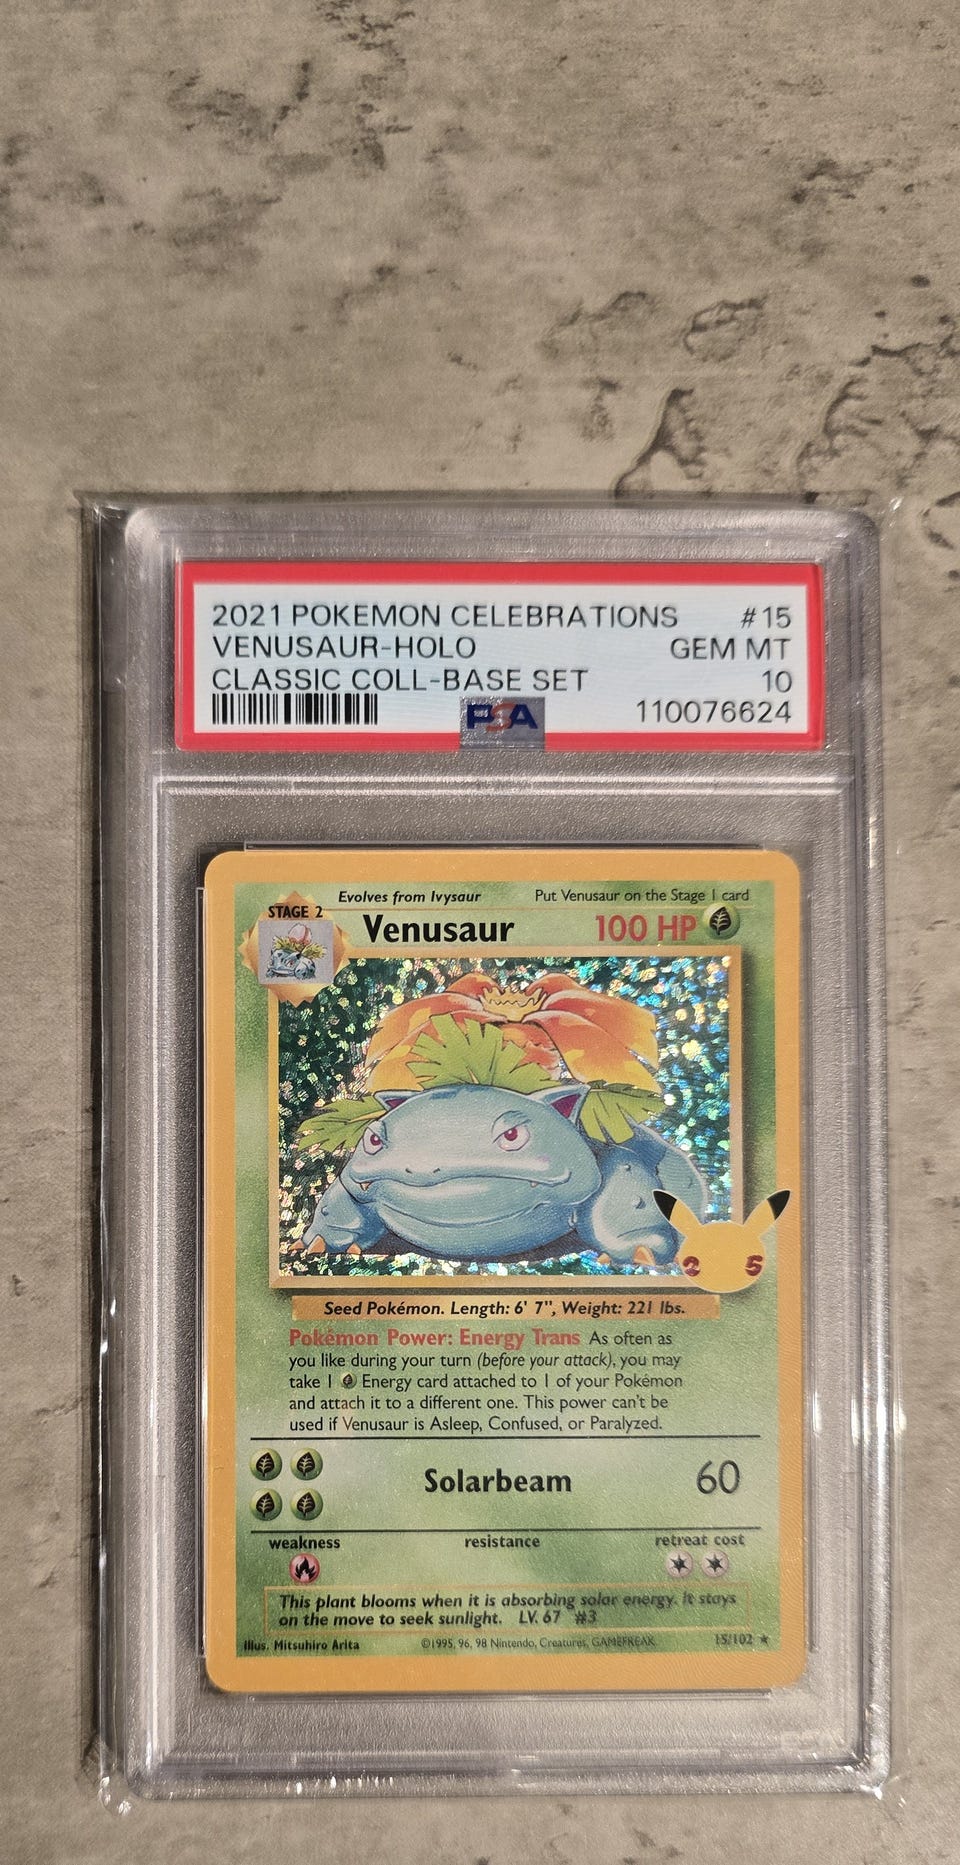 2021 POKEMON CELEBRATIONS #15
VENUSAUR-HOLO GEM MT
CLASSIC COLL-BASE SET 10
PSA 110076624
Evolves from Ivysaur Put Venusaur on the Stage 1 card
STAGE 2
Venusaur 100 HP
25
Seed Pokémon. Length: 6' 7", Weight: 221 lbs.
Pokémon Power: Energy Trans As often as
you like during your turn (before your attack), you may
take 1 Energy card attached to 1 of your Pokémon
and attach it to a different one. This power can't be
used if Venusaur is Asleep, Confused, or Paralyzed.
Solarbeam 60
weakness resistance retreat cost
This plant blooms when it is absorbing solar energy. It stays
on the move to seek sunlight. LV. 67 #3
Illus. Mitsuhiro Arita ©1995, 96, 98 Nintendo, Creatures, GAMEFREAK. 15/102 ★
PSA